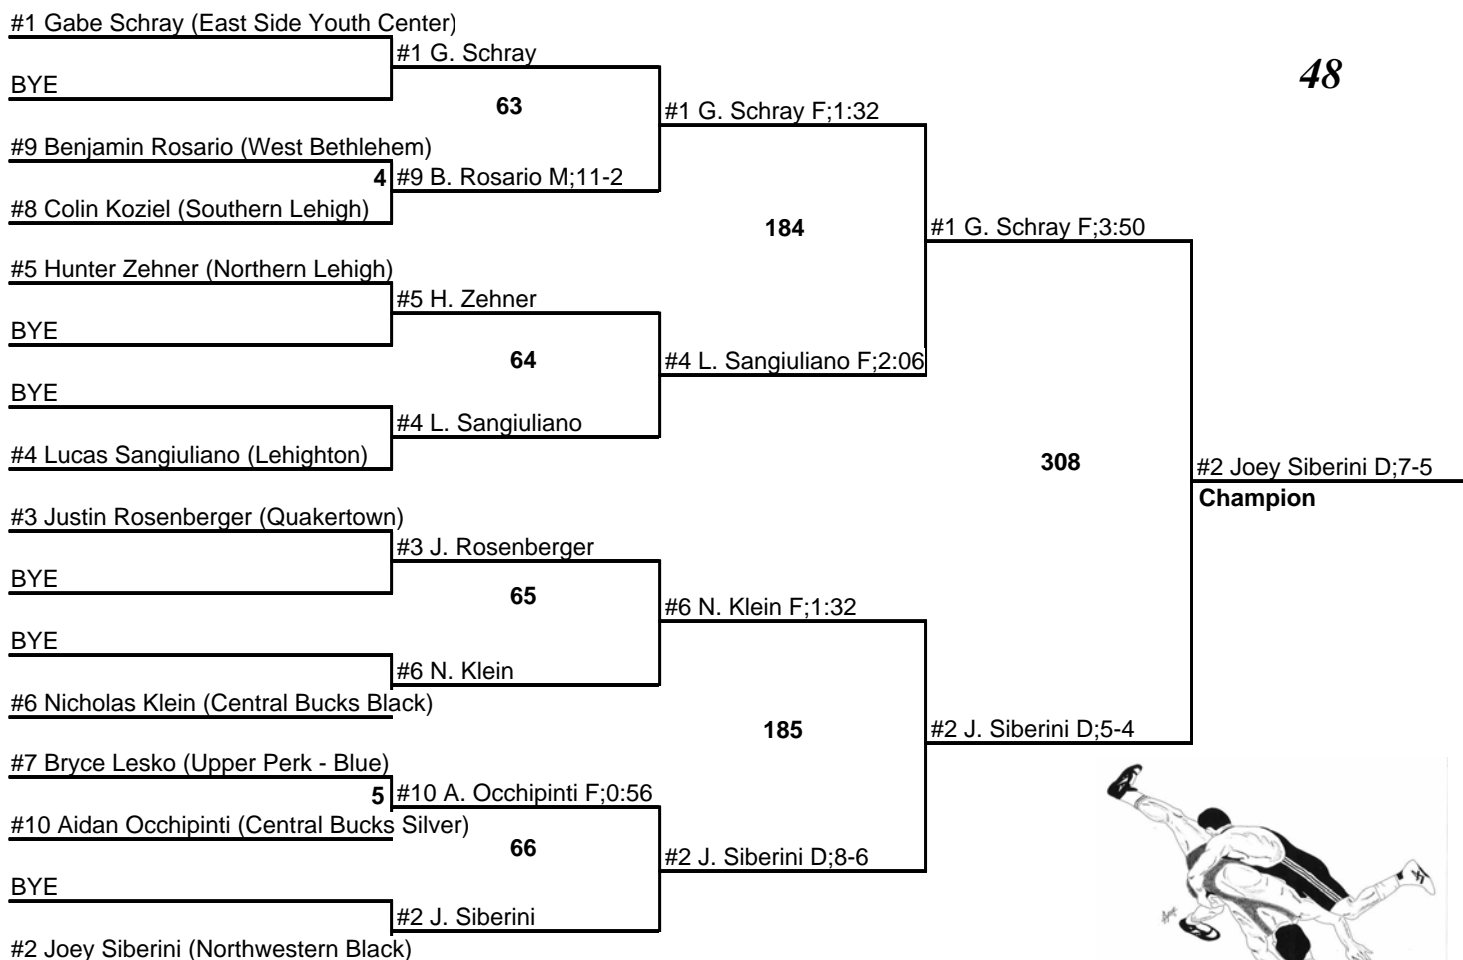 #1 Gabe Schray (East Side Youth Center)
#1 G. Schray
48
BYE
63
#1 G. Schray F;1:32
#9 Benjamin Rosario (West Bethlehem)
4 #9 B. Rosario M;11-2
#8 Colin Koziel (Southern Lehigh)
184
#1 G. Schray F;3:50
#5 Hunter Zehner (Northern Lehigh)
#5 H. Zehner
BYE
64
#4 L. Sangiuliano F;2:06
BYE
#4 L. Sangiuliano
#4 Lucas Sangiuliano (Lehighton)
308
#2 Joey Siberini D;7-5
Champion
#3 Justin Rosenberger (Quakertown)
#3 J. Rosenberger
BYE
65
#6 N. Klein F;1:32
BYE
#6 N. Klein
#6 Nicholas Klein (Central Bucks Black)
185
#2 J. Siberini D;5-4
#7 Bryce Lesko (Upper Perk - Blue)
5 #10 A. Occhipinti F;0:56
#10 Aidan Occhipinti (Central Bucks Silver)
66
#2 J. Siberini D;8-6
BYE
#2 J. Siberini
#2 Joey Siberini (Northwestern Black)